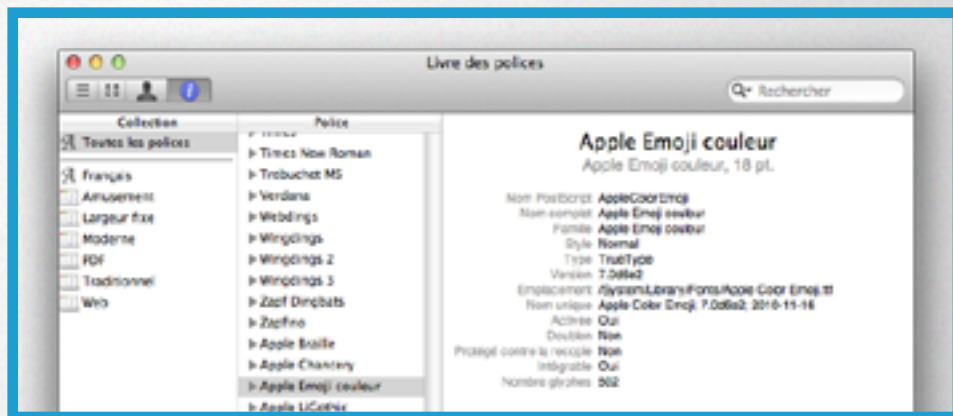 Livre des polices
Rechercher
Collection
Toutes les polices
Français
Amusement
Largeur fixe
Moderne
PDF
Traditionnel
Web
Police
Times
Times New Roman
Trebuchet MS
Verdana
Webdings
Wingdings
Wingdings 2
Wingdings 3
Zapf Dingbats
Zapfino
Apple Braille
Apple Chancery
Apple Emoji couleur
Apple LiGothic
Apple Emoji couleur
Apple Emoji couleur, 18 pt.
Nom PostScript AppleColorEmoji
Nom complet Apple Emoji couleur
Famille Apple Emoji couleur
Style Normal
Type TrueType
Version 7.0d6e2
Emplacement /System/Library/Fonts/Apple Color Emoji.ttf
Nom unique Apple Color Emoji; 7.0d6e2; 2010-11-16
Activée Oui
Doublon Non
Protégé contre la recopie Non
Intégrable Oui
Nombre glyphes 502